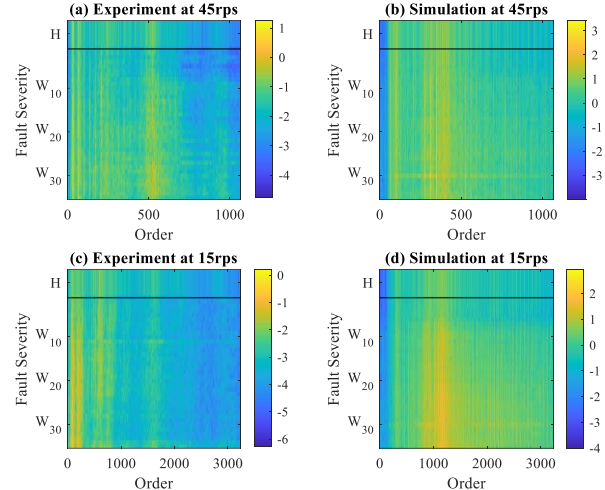 (a) Experiment at 45rps
Fault Severity
H
W10
W20
W30
0 500 1000
Order
1
0
-1
-2
-3
-4
(b) Simulation at 45rps
Fault Severity
H
W10
W20
W30
0 500 1000
Order
3
2
1
0
-1
-2
-3
(c) Experiment at 15rps
Fault Severity
H
W10
W20
W30
0 1000 2000 3000
Order
0
-1
-2
-3
-4
-5
-6
(d) Simulation at 15rps
Fault Severity
H
W10
W20
W30
0 1000 2000 3000
Order
2
1
0
-1
-2
-3
-4